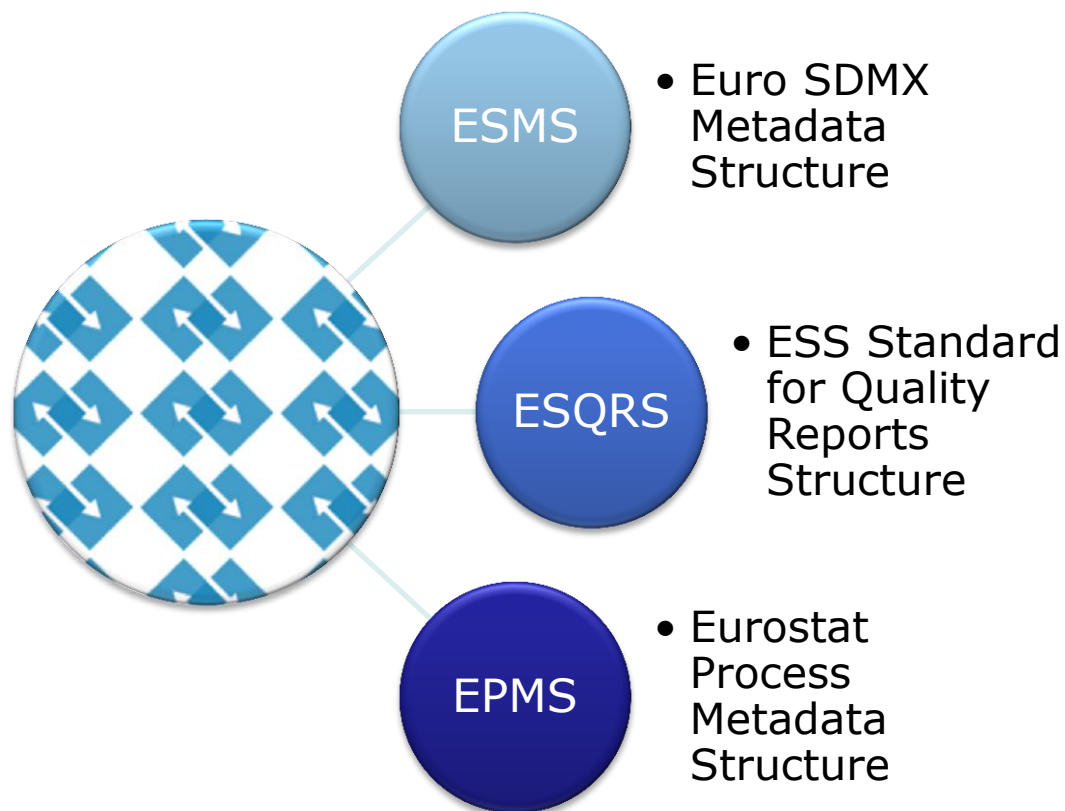 ESMS
• Euro SDMX
Metadata
Structure
ESQRS
• ESS Standard
for Quality
Reports
Structure
EPMS
• Eurostat
Process
Metadata
Structure